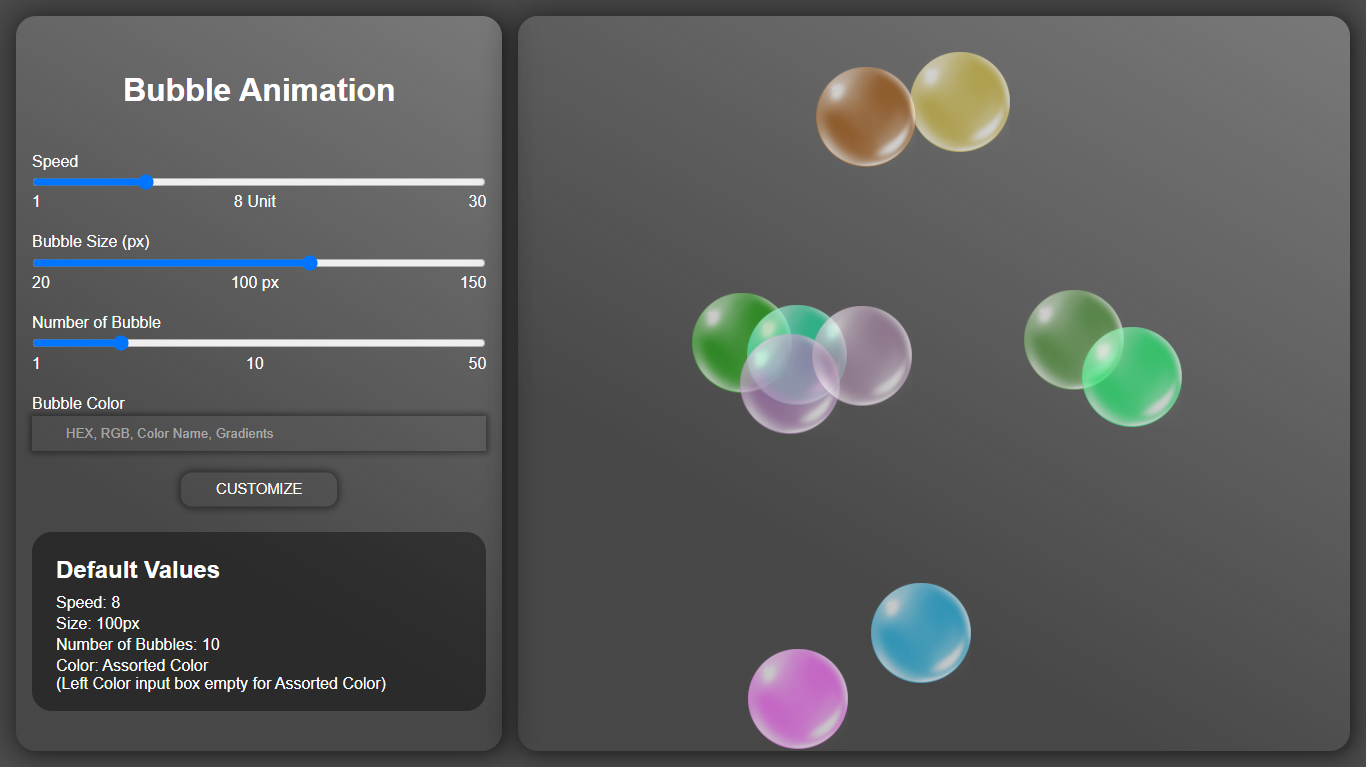 Bubble Animation
Speed
1 8 Unit 30
Bubble Size (px)
20 100 px 150
Number of Bubble
1 10 50
Bubble Color
HEX, RGB, Color Name, Gradients
CUSTOMIZE
Default Values
Speed: 8
Size: 100px
Number of Bubbles: 10
Color: Assorted Color
(Left Color input box empty for Assorted Color)